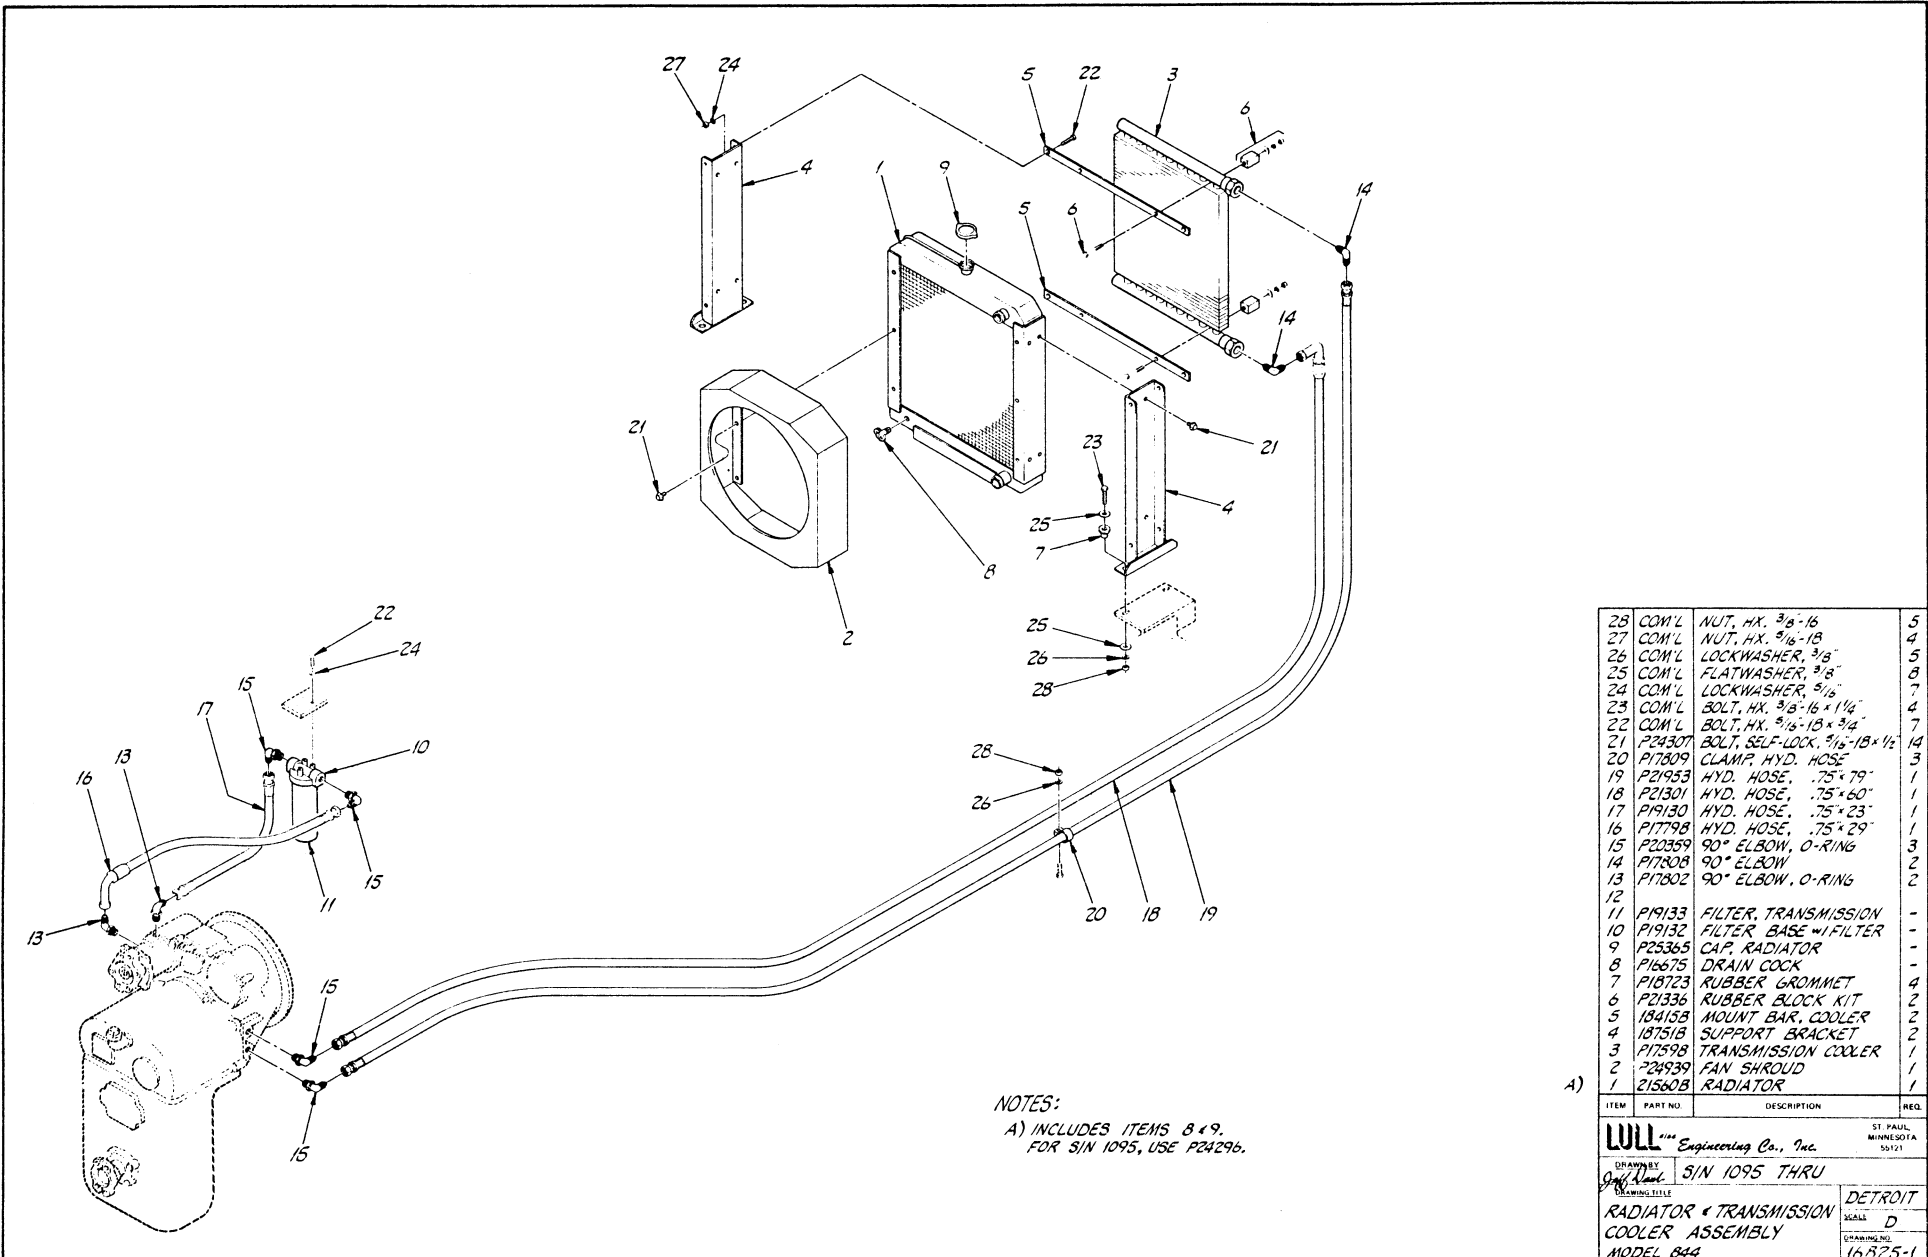 27 24
5 22 3
6
4
1 9
5 6
14
14
21
21
23
4
25
7
8
2
25
26
28
22
24
15
17
10
13
16
15
11
13
28
26
20 18 19
15
15
NOTES:
A) INCLUDES ITEMS 8 & 9.
FOR S/N 1095, USE P24296.
28 COM'L NUT, HX. 3/8"-16 5
27 COM'L NUT, HX. 5/16-18 4
26 COM'L LOCKWASHER, 3/8" 5
25 COM'L FLATWASHER, 3/8" 8
24 COM'L LOCKWASHER, 5/16 7
23 COM'L BOLT, HX. 3/8"-16 x 1 1/4" 4
22 COM'L BOLT, HX. 5/16"-18 x 3/4" 7
21 P24307 BOLT, SELF-LOCK, 5/16"-18 x 1/2 14
20 P17809 CLAMP, HYD. HOSE 3
19 P21953 HYD. HOSE, .75" x 79" 1
18 P21301 HYD. HOSE, .75" x 60" 1
17 P19130 HYD. HOSE, .75" x 23" 1
16 P17798 HYD. HOSE, .75" x 29" 1
15 P20359 90° ELBOW, O-RING 3
14 P17808 90° ELBOW 2
13 P17802 90° ELBOW, O-RING 2
12
11 P19133 FILTER, TRANSMISSION -
10 P19132 FILTER BASE W/FILTER -
9 P25365 CAP, RADIATOR -
8 P16675 DRAIN COCK -
7 P18723 RUBBER GROMMET 4
6 P21336 RUBBER BLOCK KIT 2
5 18415B MOUNT BAR, COOLER 2
4 18751B SUPPORT BRACKET 2
3 P17598 TRANSMISSION COOLER 1
2 P24939 FAN SHROUD 1
A) 1 21560B RADIATOR 1
ITEM PART NO. DESCRIPTION REQ.
LULL Engineering Co., Inc. ST. PAUL, MINNESOTA 55121
DRAWN BY S/N 1095 THRU
DRAWING TITLE
RADIATOR & TRANSMISSION
COOLER ASSEMBLY
MODEL 844
DETROIT
SCALE D
DRAWING NO.
16825-1